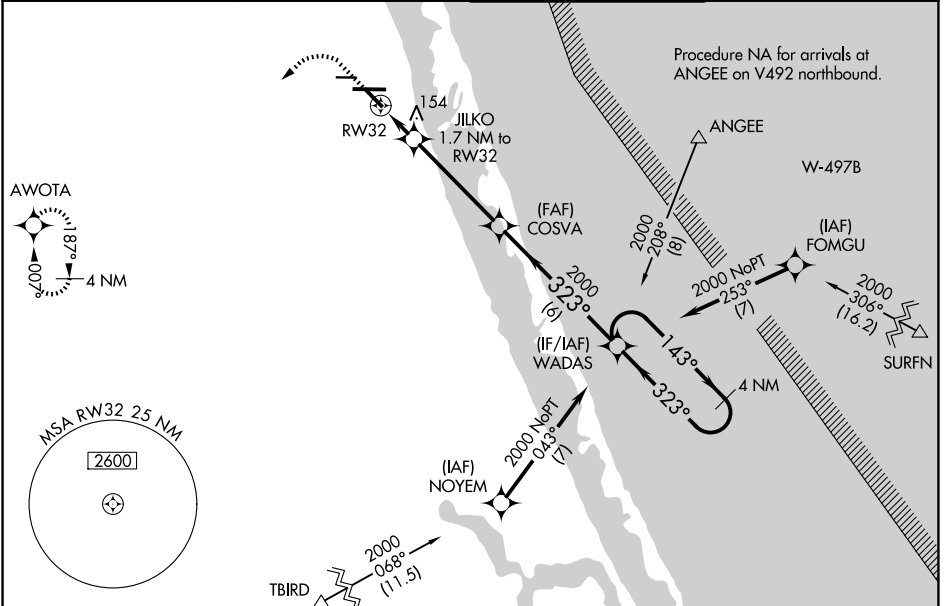 Procedure NA for arrivals at
ANGEE on V492 northbound.
154
RW32
JILKO
1.7 NM to
RW32
ANGEE
W-497B
AWOTA
187°
007°
4 NM
(FAF)
COSVA
2000
208°
(8)
(IAF)
FOMGU
2000 NoPT
253°
(7)
2000
306°
(16.2)
SURFN
2000
323°
(6)
(IF/IAF)
WADAS
143°
323°
4 NM
MSA RW32 25 NM
2600
2000 NoPT
043°
(7)
(IAF)
NOYEM
2000
068°
(11.5)
TBIRD